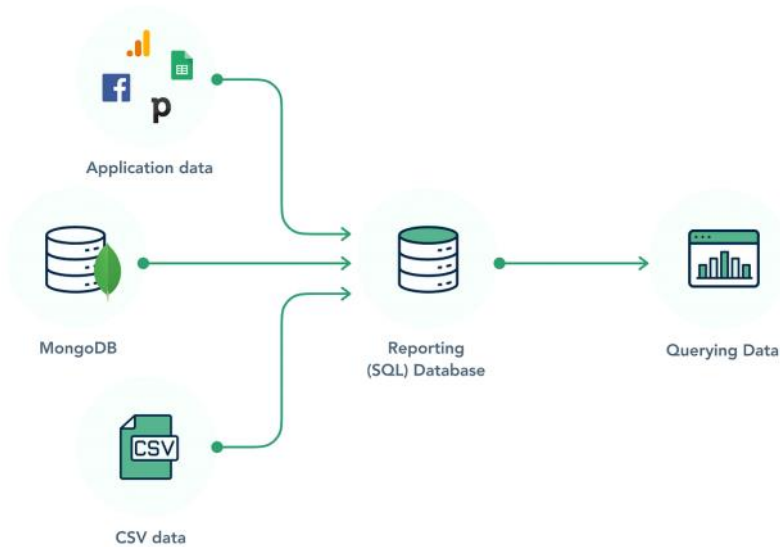 p
Application data
MongoDB
Reporting
(SQL) Database
Querying Data
CSV
CSV data